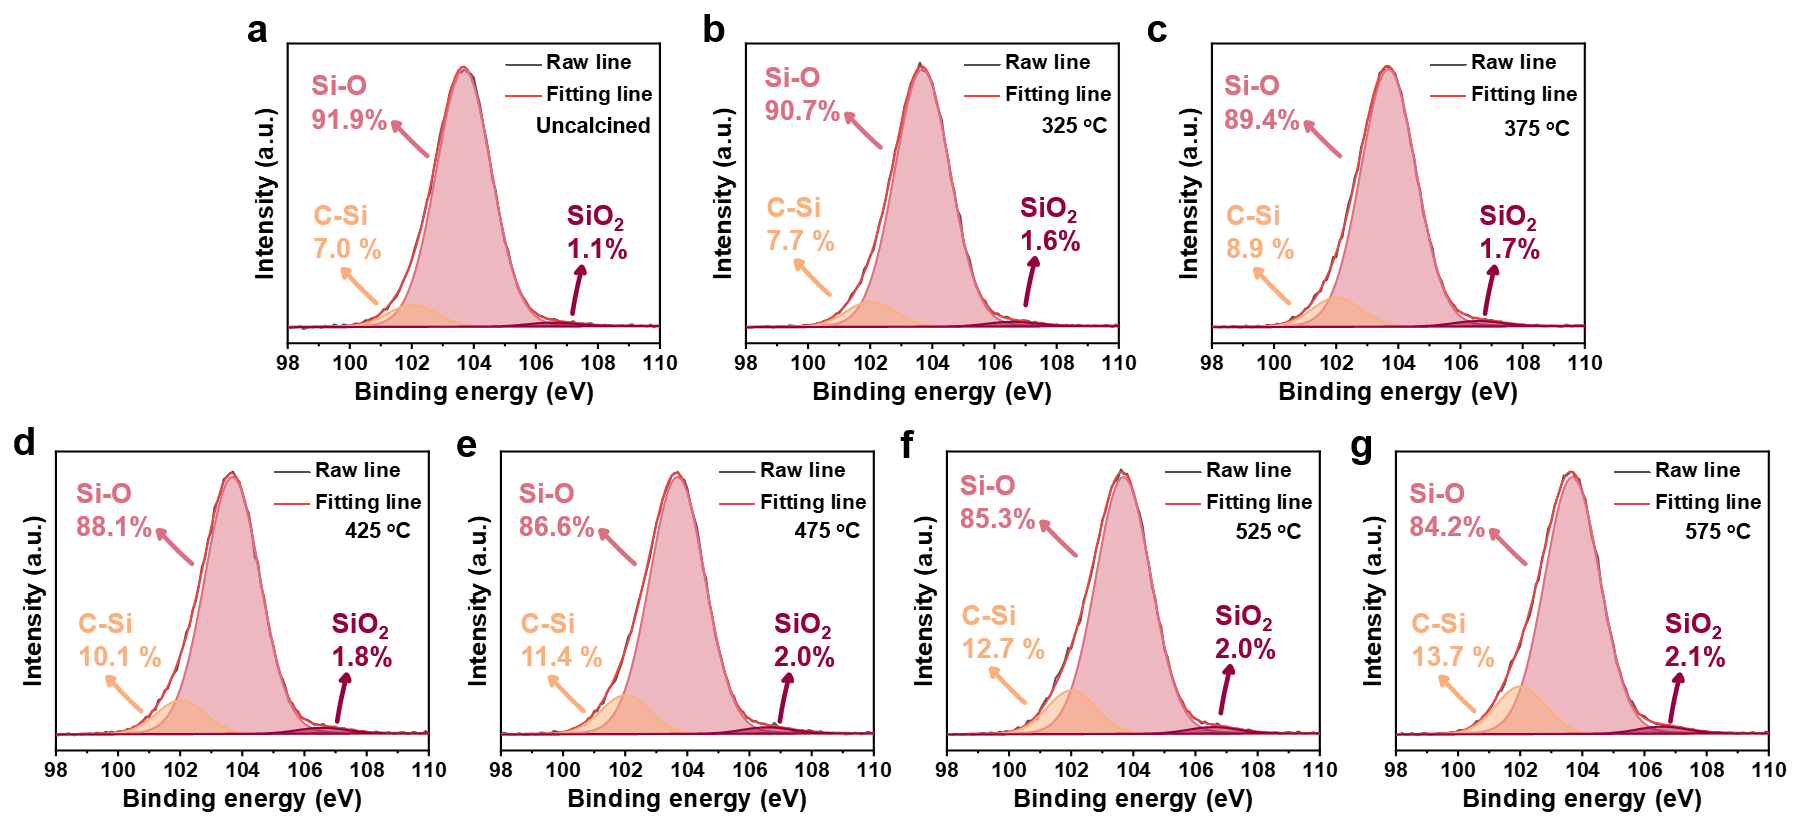 a
Si-O
91.9%
C-Si
7.0 %
SiO2
1.1%
Raw line
Fitting line
Uncalcined
Intensity (a.u.)
98 100 102 104 106 108 110
Binding energy (eV)
b
Si-O
90.7%
C-Si
7.7 %
SiO2
1.6%
Raw line
Fitting line
325 °C
Intensity (a.u.)
98 100 102 104 106 108 110
Binding energy (eV)
c
Si-O
89.4%
C-Si
8.9 %
SiO2
1.7%
Raw line
Fitting line
375 °C
Intensity (a.u.)
98 100 102 104 106 108 110
Binding energy (eV)
d
Si-O
88.1%
C-Si
10.1 %
SiO2
1.8%
Raw line
Fitting line
425 °C
Intensity (a.u.)
98 100 102 104 106 108 110
Binding energy (eV)
e
Si-O
86.6%
C-Si
11.4 %
SiO2
2.0%
Raw line
Fitting line
475 °C
Intensity (a.u.)
98 100 102 104 106 108 110
Binding energy (eV)
f
Si-O
85.3%
C-Si
12.7 %
SiO2
2.0%
Raw line
Fitting line
525 °C
Intensity (a.u.)
98 100 102 104 106 108 110
Binding energy (eV)
g
Si-O
84.2%
C-Si
13.7 %
SiO2
2.1%
Raw line
Fitting line
575 °C
Intensity (a.u.)
98 100 102 104 106 108 110
Binding energy (eV)